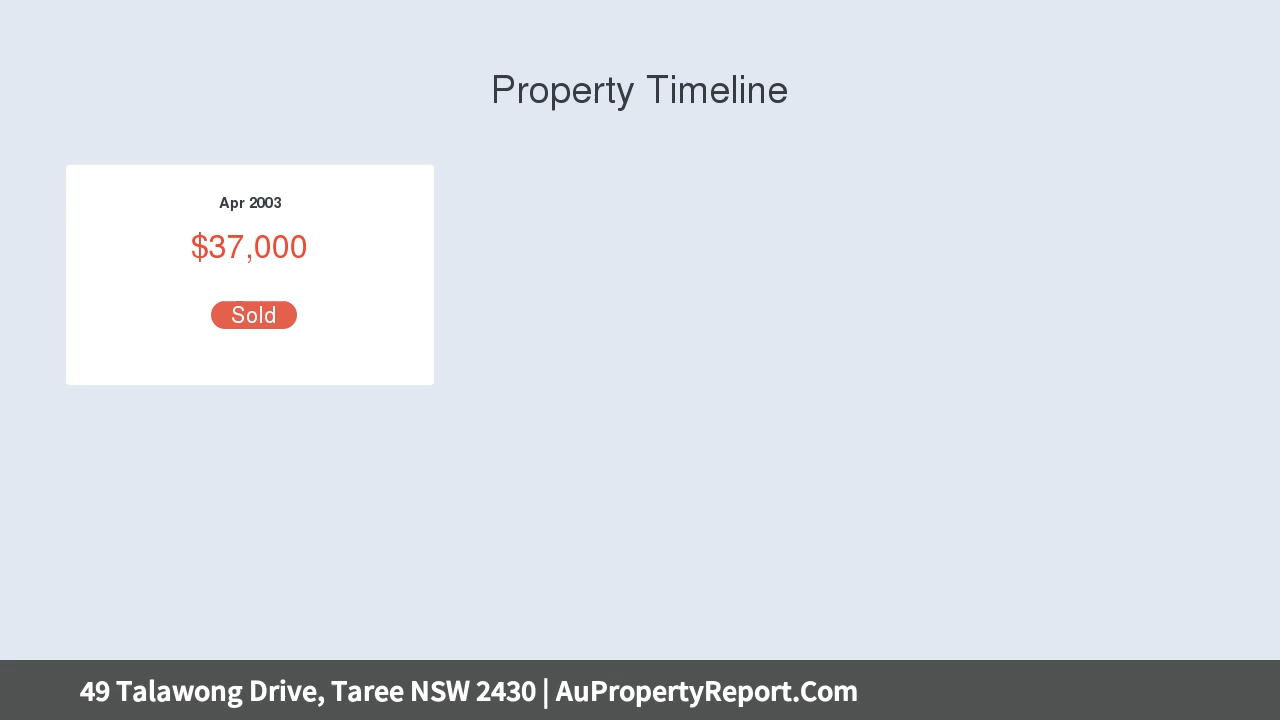 Property Timeline
Apr 2003
$37,000
Sold
49 Talawong Drive, Taree NSW 2430 | AuPropertyReport.Com